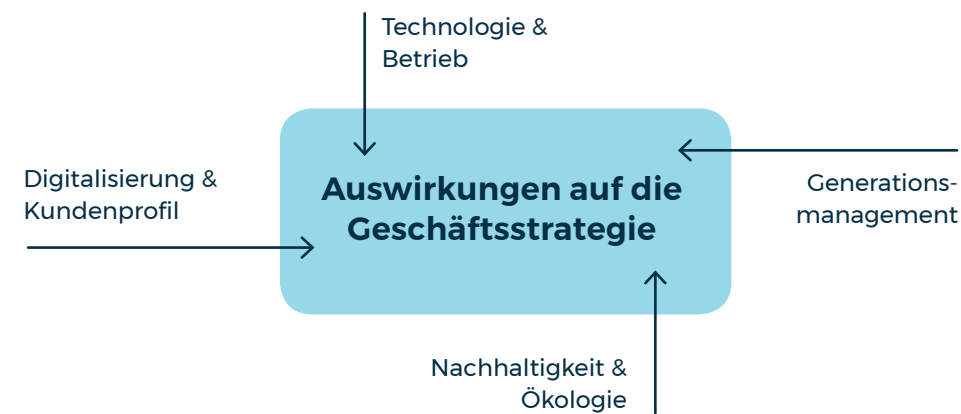 Technologie &
Betrieb
Digitalisierung &
Kundenprofil
Auswirkungen auf die
Geschäftsstrategie
Generations-
management
Nachhaltigkeit &
Ökologie